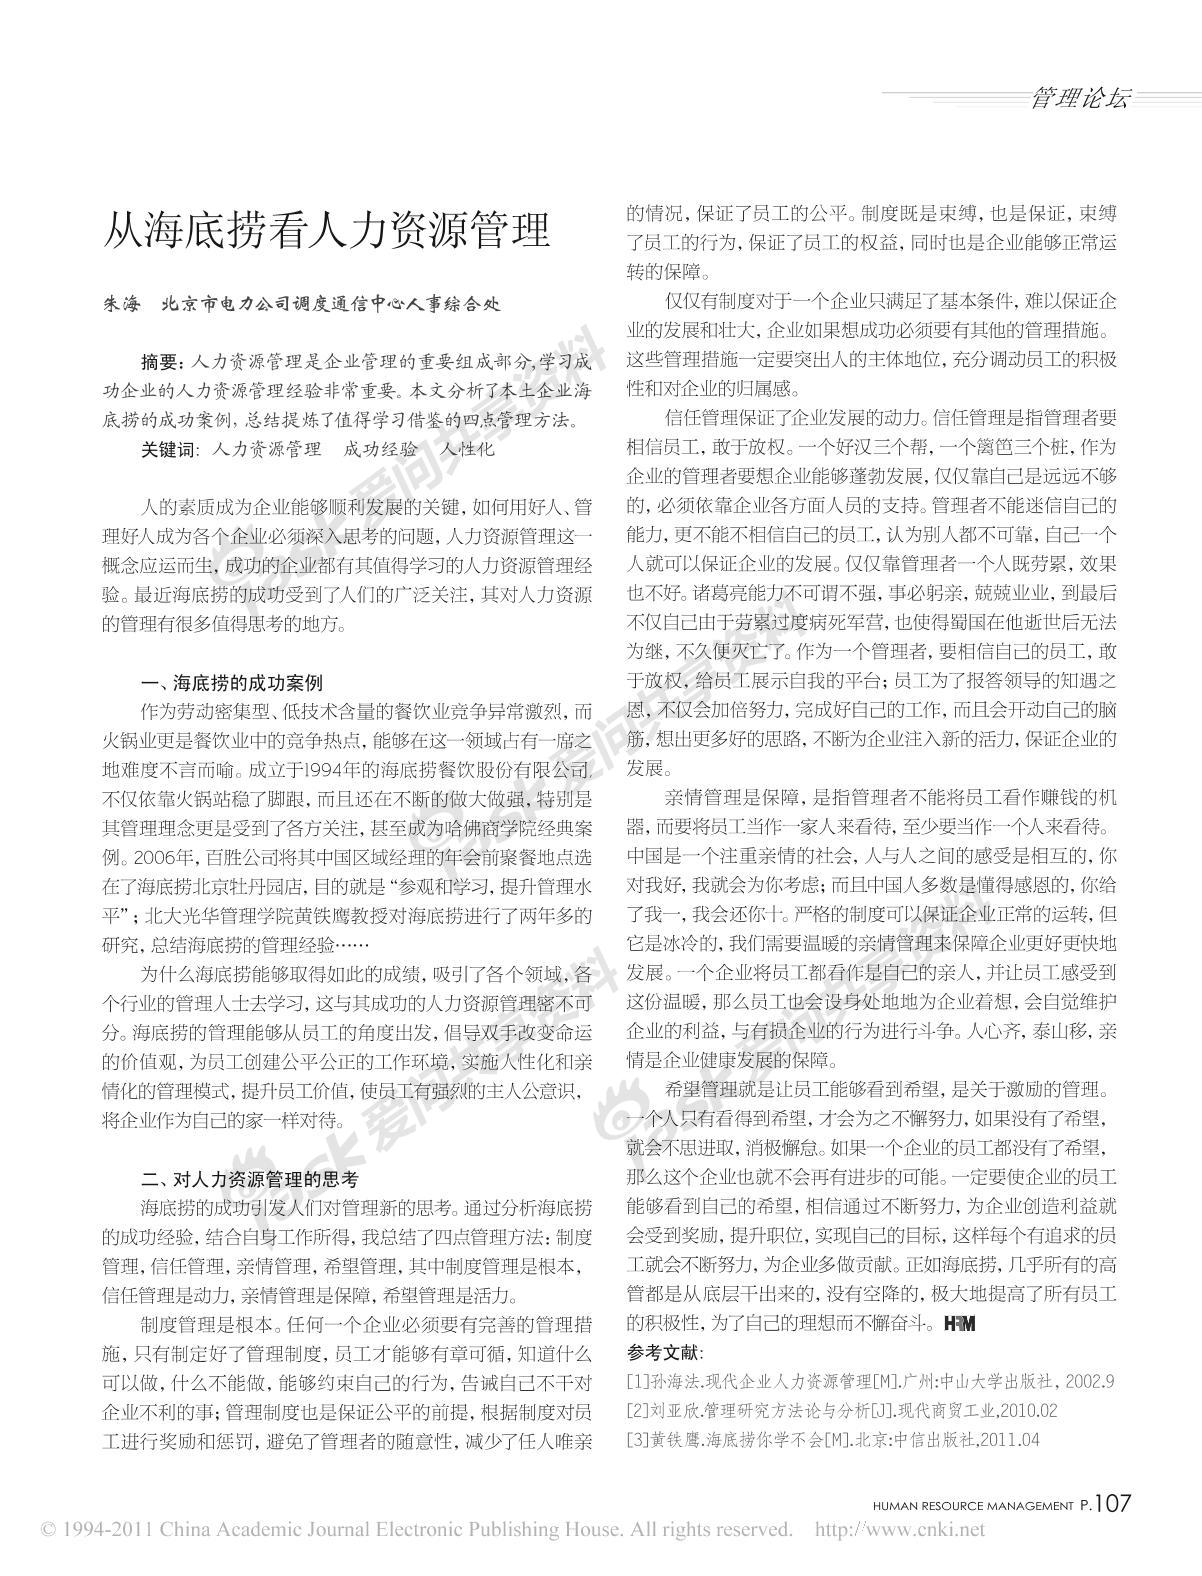 管理论坛
从海底捞看人力资源管理
朱海 北京市电力公司调度通信中心人事综合处
摘要：人力资源管理是企业管理的重要组成部分，学习成
功企业的人力资源管理经验非常重要。本文分析了本土企业海
底捞的成功案例，总结提炼了值得学习借鉴的四点管理方法。
关键词：人力资源管理 成功经验 人性化
人的素质成为企业能够顺利发展的关键，如何用好人、管
理好人成为各个企业必须深入思考的问题，人力资源管理这一
概念应运而生，成功的企业都有其值得学习的人力资源管理经
验。最近海底捞的成功受到了人们的广泛关注，其对人力资源
的管理有很多值得思考的地方。
一、海底捞的成功案例
作为劳动密集型、低技术含量的餐饮业竞争异常激烈，而
火锅业更是餐饮业中的竞争热点，能够在这一领域占有一席之
地难度不言而喻。成立于1994年的海底捞餐饮股份有限公司，
不仅依靠火锅站稳了脚跟，而且还在不断的做大做强，特别是
其管理理念更是受到了各方关注，甚至成为哈佛商学院经典案
例。2006年，百胜公司将其中国区域经理的年会前聚餐地点选
在了海底捞北京牡丹园店，目的就是“参观和学习，提升管理水
平”；北大光华管理学院黄铁鹰教授对海底捞进行了两年多的
研究，总结海底捞的管理经验……
为什么海底捞能够取得如此的成绩，吸引了各个领域，各
个行业的管理人士去学习，这与其成功的人力资源管理密不可
分。海底捞的管理能够从员工的角度出发，倡导双手改变命运
的价值观，为员工创建公平公正的工作环境，实施人性化和亲
情化的管理模式，提升员工价值，使员工有强烈的主人公意识，
将企业作为自己的家一样对待。
二、对人力资源管理的思考
海底捞的成功引发人们对管理新的思考。通过分析海底捞
的成功经验，结合自身工作所得，我总结了四点管理方法：制度
管理，信任管理，亲情管理，希望管理，其中制度管理是根本，
信任管理是动力，亲情管理是保障，希望管理是活力。
制度管理是根本。任何一个企业必须要有完善的管理措
施，只有制定好了管理制度，员工才能够有章可循，知道什么
可以做，什么不能做，能够约束自己的行为，告诫自己不干对
企业不利的事；管理制度也是保证公平的前提，根据制度对员
工进行奖励和惩罚，避免了管理者的随意性，减少了任人唯亲
的情况，保证了员工的公平。制度既是束缚，也是保证，束缚
了员工的行为，保证了员工的权益，同时也是企业能够正常运
转的保障。
仅仅有制度对于一个企业只满足了基本条件，难以保证企
业的发展和壮大，企业如果想成功必须要有其他的管理措施。
这些管理措施一定要突出人的主体地位，充分调动员工的积极
性和对企业的归属感。
信任管理保证了企业发展的动力。信任管理是指管理者要
相信员工，敢于放权。一个好汉三个帮，一个篱笆三个桩，作为
企业的管理者要想企业能够蓬勃发展，仅仅靠自己是远远不够
的，必须依靠企业各方面人员的支持。管理者不能迷信自己的
能力，更不能不相信自己的员工，认为别人都不可靠，自己一个
人就可以保证企业的发展。仅仅靠管理者一个人既劳累，效果
也不好。诸葛亮能力不可谓不强，事必躬亲，兢兢业业，到最后
不仅自己由于劳累过度病死军营，也使得蜀国在他逝世后无法
为继，不久便灭亡了。作为一个管理者，要相信自己的员工，敢
于放权，给员工展示自我的平台；员工为了报答领导的知遇之
恩，不仅会加倍努力，完成好自己的工作，而且会开动自己的脑
筋，想出更多好的思路，不断为企业注入新的活力，保证企业的
发展。
亲情管理是保障，是指管理者不能将员工看作赚钱的机
器，而要将员工当作一家人来看待，至少要当作一个人来看待。
中国是一个注重亲情的社会，人与人之间的感受是相互的，你
对我好，我就会为你考虑；而且中国人多数是懂得感恩的，你给
了我一，我会还你十。严格的制度可以保证企业正常的运转，但
它是冰冷的，我们需要温暖的亲情管理来保障企业更好更快地
发展。一个企业将员工都看作是自己的亲人，并让员工感受到
这份温暖，那么员工也会设身处地地为企业着想，会自觉维护
企业的利益，与有损企业的行为进行斗争。人心齐，泰山移，亲
情是企业健康发展的保障。
希望管理就是让员工能够看到希望，是关于激励的管理。
一个人只有看得到希望，才会为之不懈努力，如果没有了希望，
就会不思进取，消极懈怠。如果一个企业的员工都没有了希望，
那么这个企业也就不会再有进步的可能。一定要使企业的员工
能够看到自己的希望，相信通过不断努力，为企业创造利益就
会受到奖励，提升职位，实现自己的目标，这样每个有追求的员
工就会不断努力，为企业多做贡献。正如海底捞，几乎所有的高
管都是从底层干出来的，没有空降的，极大地提高了所有员工
的积极性，为了自己的理想而不懈奋斗。HRM
参考文献：
[1]孙海法.现代企业人力资源管理[M].广州:中山大学出版社，2002.9
[2]刘亚欣.管理研究方法论与分析[J].现代商贸工业,2010.02
[3]黄铁鹰.海底捞你学不会[M].北京:中信出版社,2011.04
HUMAN RESOURCE MANAGEMENT P.107
© 1994-2011 China Academic Journal Electronic Publishing House. All rights reserved. http://www.cnki.net
iask爱问共享资料
iask爱问共享资料
iask爱问共享资料
iask爱问共享资料